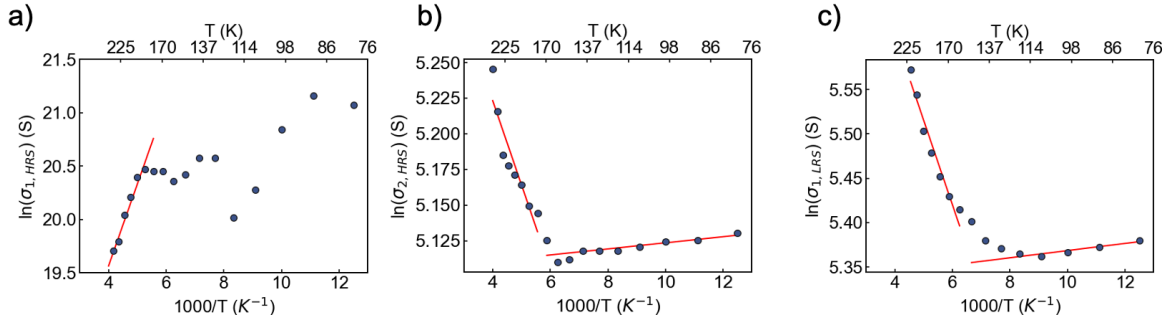 a)
T (K)
225 170 137 114 98 86 76
21.5
21.0
20.5
20.0
19.5
ln(σ1, HRS) (S)
4 6 8 10 12
1000/T (K−1)
b)
T (K)
225 170 137 114 98 86 76
5.250
5.225
5.200
5.175
5.150
5.125
ln(σ2, HRS) (S)
4 6 8 10 12
1000/T (K−1)
c)
T (K)
225 170 137 114 98 86 76
5.55
5.50
5.45
5.40
5.35
ln(σ1, LRS) (S)
4 6 8 10 12
1000/T (K−1)